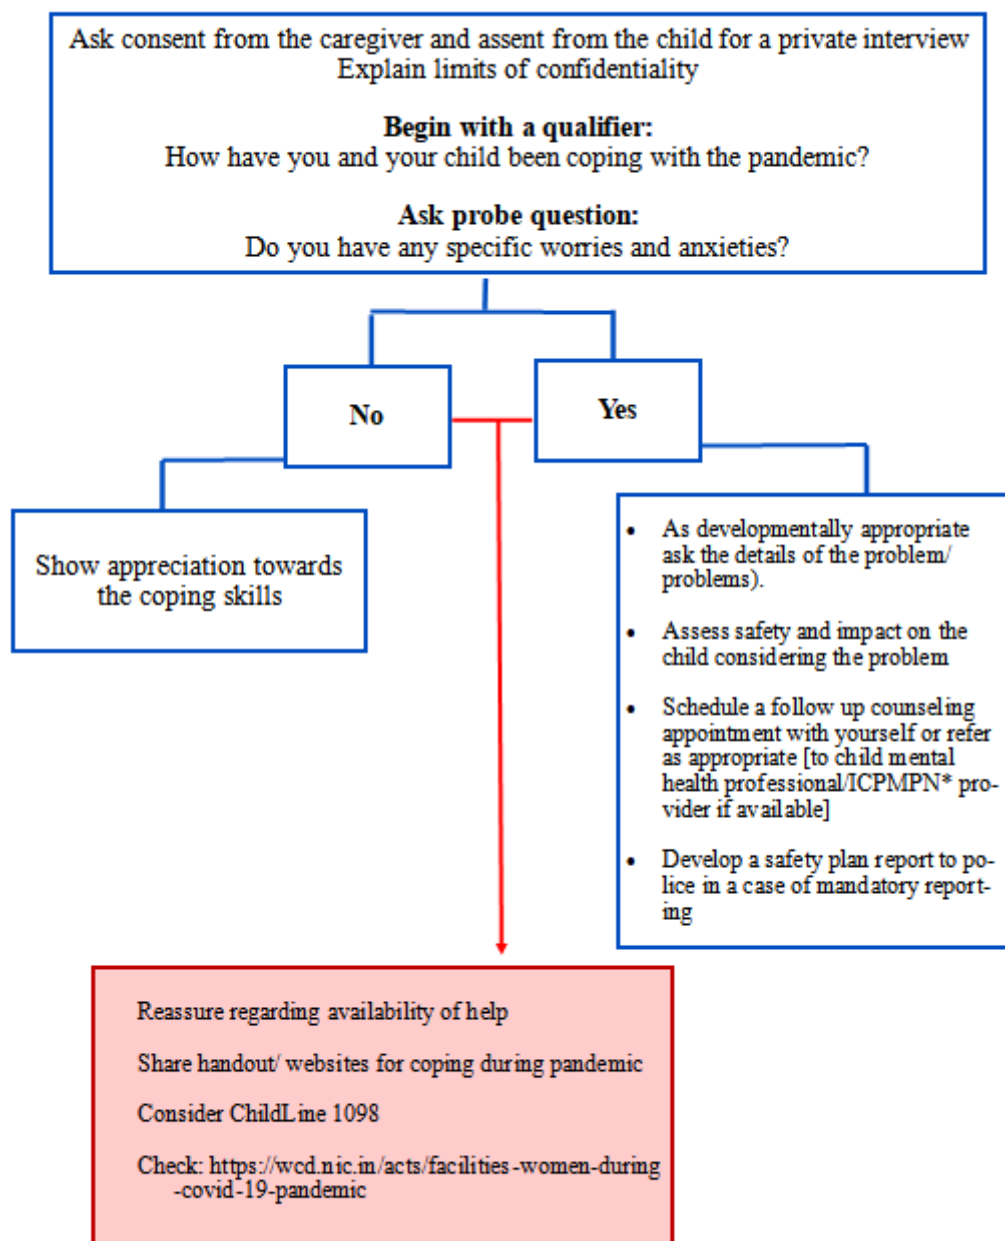 Ask consent from the caregiver and assent from the child for a private interview
Explain limits of confidentiality
Begin with a qualifier:
How have you and your child been coping with the pandemic?
Ask probe question:
Do you have any specific worries and anxieties?
No
Yes
Show appreciation towards
the coping skills
• As developmentally appropriate
ask the details of the problem/
problems).
• Assess safety and impact on the
child considering the problem
• Schedule a follow up counseling
appointment with yourself or refer
as appropriate [to child mental
health professional/ICPMPN* pro-
vider if available]
• Develop a safety plan report to po-
lice in a case of mandatory report-
ing
Reassure regarding availability of help
Share handout/ websites for coping during pandemic
Consider ChildLine 1098
Check: https://wcd.nic.in/acts/facilities-women-during
-covid-19-pandemic